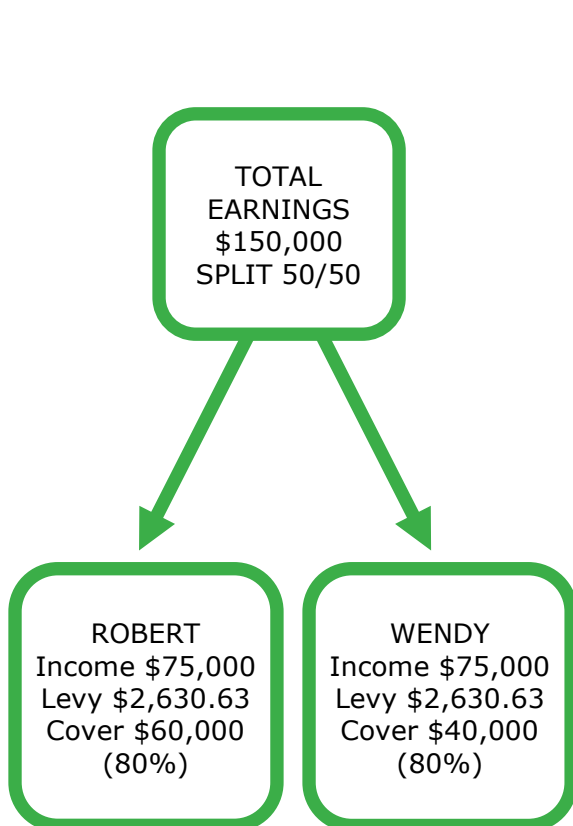 TOTAL
EARNINGS
$150,000
SPLIT 50/50
ROBERT
Income $75,000
Levy $2,630.63
Cover $60,000
(80%)
WENDY
Income $75,000
Levy $2,630.63
Cover $40,000
(80%)